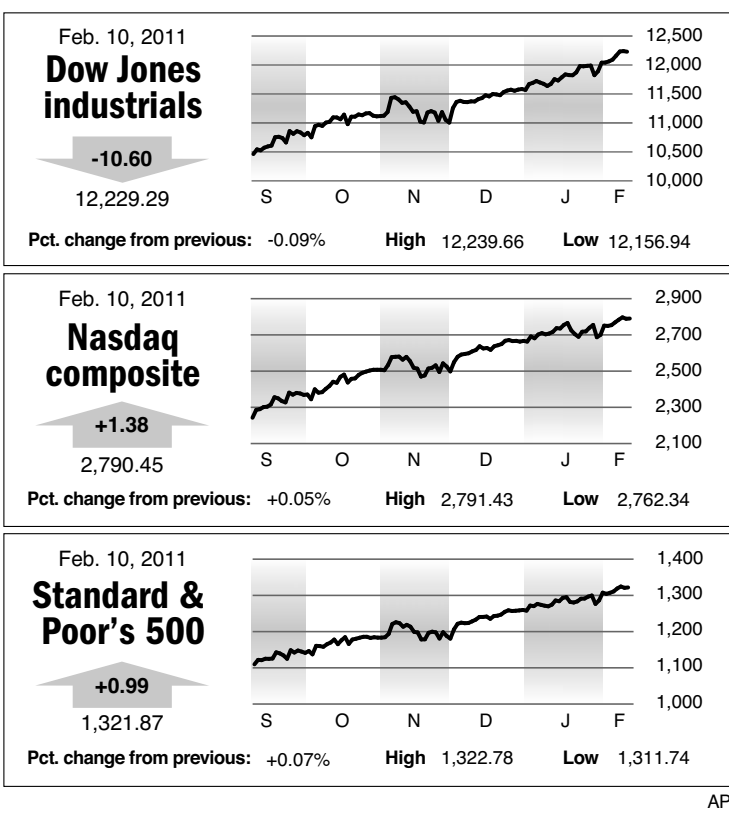 Feb. 10, 2011
Dow Jones
industrials
-10.60
12,229.29
12,500
12,000
11,500
11,000
10,500
10,000
S O N D J F
Pct. change from previous: -0.09% High 12,239.66 Low 12,156.94
Feb. 10, 2011
Nasdaq
composite
+1.38
2,790.45
2,900
2,700
2,500
2,300
2,100
S O N D J F
Pct. change from previous: +0.05% High 2,791.43 Low 2,762.34
Feb. 10, 2011
Standard &
Poor's 500
+0.99
1,321.87
1,400
1,300
1,200
1,100
1,000
S O N D J F
Pct. change from previous: +0.07% High 1,322.78 Low 1,311.74
AP